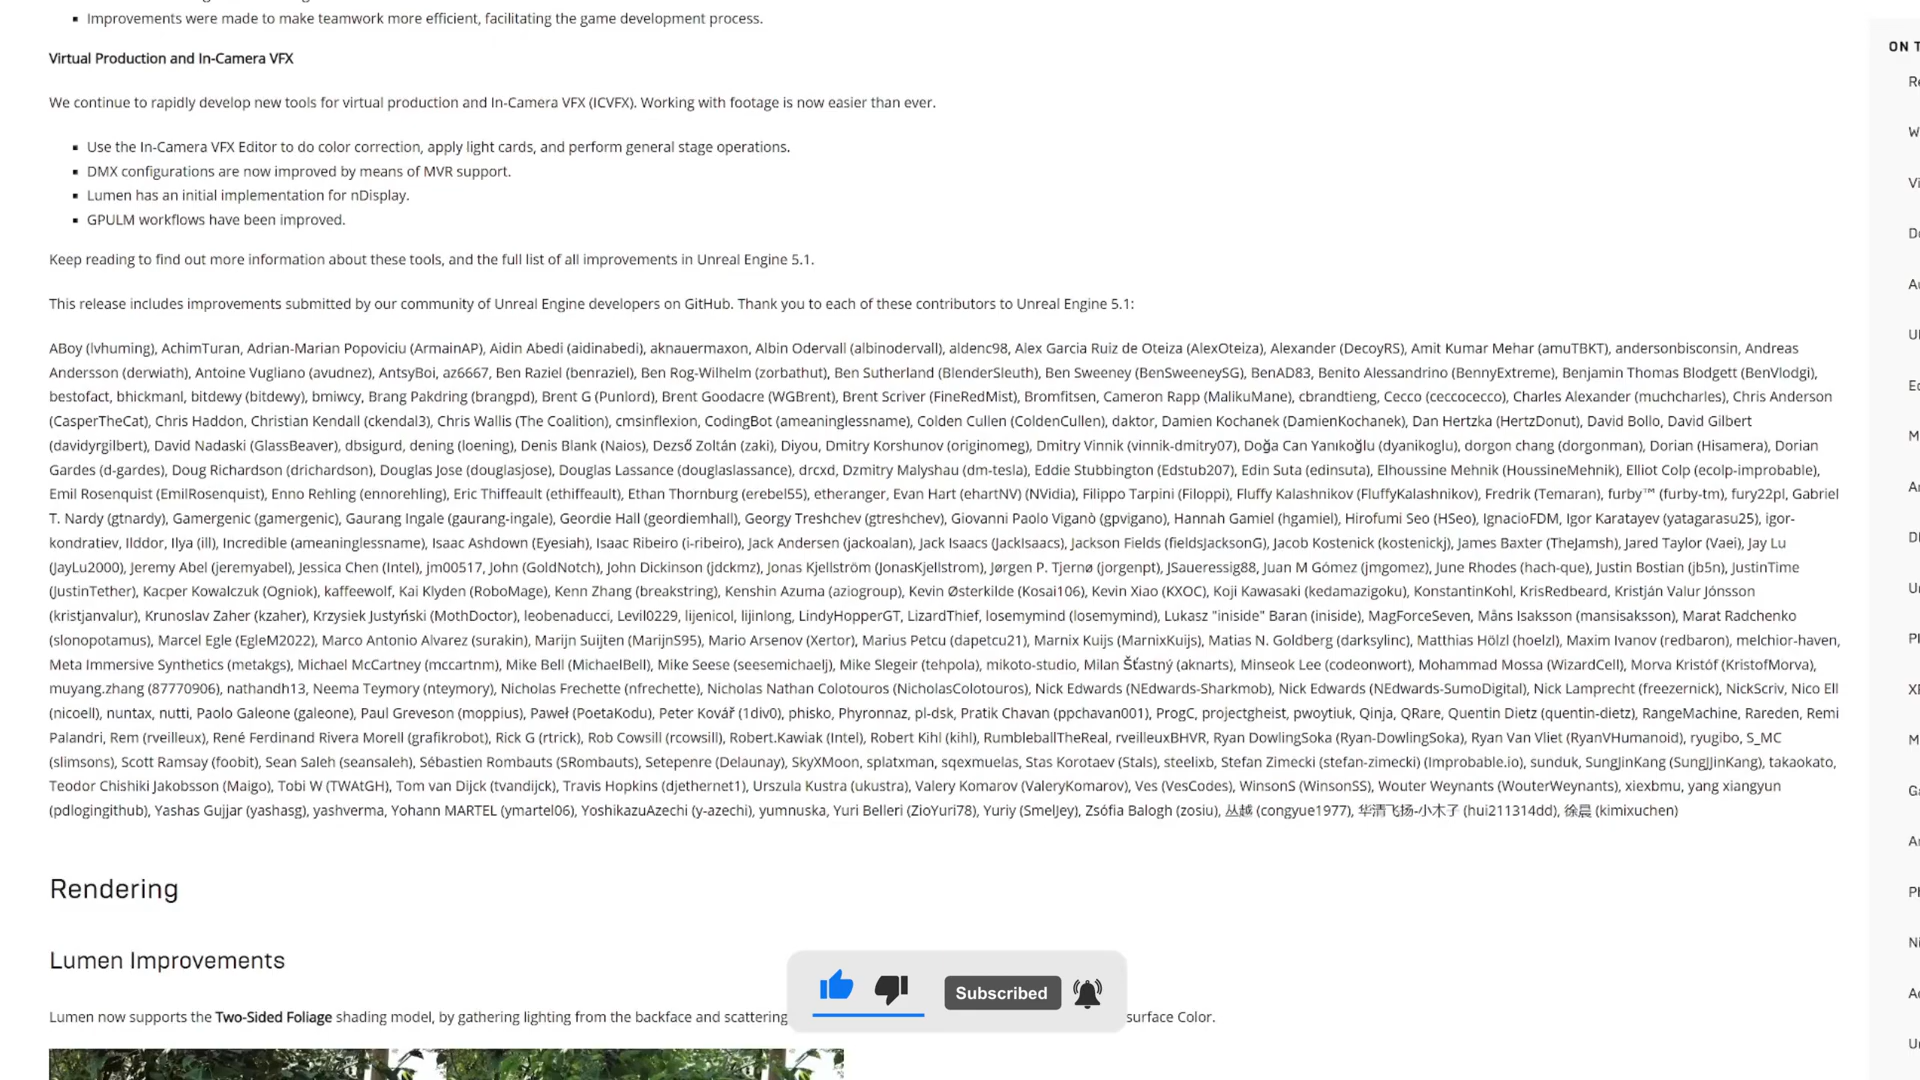 Improvements were made to make teamwork more efficient, facilitating the game development process.
Virtual Production and In-Camera VFX
We continue to rapidly develop new tools for virtual production and In-Camera VFX (ICVFX). Working with footage is now easier than ever.
Use the In-Camera VFX Editor to do color correction, apply light cards, and perform general stage operations.
DMX configurations are now improved by means of MVR support.
Lumen has an initial implementation for nDisplay.
GPULM workflows have been improved.
Keep reading to find out more information about these tools, and the full list of all improvements in Unreal Engine 5.1.
This release includes improvements submitted by our community of Unreal Engine developers on GitHub. Thank you to each of these contributors to Unreal Engine 5.1:
ABoy (lvhuming), AchimTuran, Adrian-Marian Popoviciu (ArmainAP), Aidin Abedi (aidinabedi), aknauermaxon, Albin Odervall (albinodervall), aldenc98, Alex Garcia Ruiz de Oteiza (AlexOteiza), Alexander (DecoyRS), Amit Kumar Mehar (amuTBKT), andersonbisconsin, Andreas
Andersson (derwiath), Antoine Vugliano (avudnez), AntsyBoi, az6667, Ben Raziel (benraziel), Ben Rog-Wilhelm (zorbathut), Ben Sutherland (BlenderSleuth), Ben Sweeney (BenSweeneySG), BenAD83, Benito Alessandrino (BennyExtreme), Benjamin Thomas Blodgett (BenVlodgi),
bestofact, bhickmanl, bitdewy (bitdewy), bmiwcy, Brang Pakdring (brangpd), Brent G (Punlord), Brent Goodacre (WGBrent), Brent Scriver (FineRedMist), Bromfitsen, Cameron Rapp (MalikuMane), cbrandtieng, Cecco (ceccocecco), Charles Alexander (muchcharles), Chris Anderson
(CasperTheCat), Chris Haddon, Christian Kendall (ckendal3), Chris Wallis (The Coalition), cmsinflexion, CodingBot (ameaninglessname), Colden Cullen (ColdenCullen), daktor, Damien Kochanek (DamienKochanek), Dan Hertzka (HertzDonut), David Bollo, David Gilbert
(davidyrgilbert), David Nadaski (GlassBeaver), dbsigurd, dening (loening), Denis Blank (Naios), Dezső Zoltán (zaki), Diyou, Dmitry Korshunov (originomeg), Dmitry Vinnik (vinnik-dmitry07), Doğa Can Yanıkoğlu (dyanikoglu), dorgon chang (dorgonman), Dorian (Hisamera), Dorian
Gardes (d-gardes), Doug Richardson (drichardson), Douglas Jose (douglasjose), Douglas Lassance (douglaslassance), drcxd, Dzmitry Malyshau (dm-tesla), Eddie Stubbington (Edstub207), Edin Suta (edinsuta), Elhoussine Mehnik (HoussineMehnik), Elliot Colp (ecolp-improbable),
Emil Rosenquist (EmilRosenquist), Enno Rehling (ennorehling), Eric Thiffeault (ethiffeault), Ethan Thornburg (erebel55), etheranger, Evan Hart (ehartNV) (NVidia), Filippo Tarpini (Filoppi), Fluffy Kalashnikov (FluffyKalashnikov), Fredrik (Temaran), furby™ (furby-tm), fury22pl, Gabriel
T. Nardy (gtnardy), Gamergenic (gamergenic), Gaurang Ingale (gaurang-ingale), Geordie Hall (geordiemhall), Georgy Treshchev (gtreshchev), Giovanni Paolo Viganò (gpvigano), Hannah Gamiel (hgamiel), Hirofumi Seo (HSeo), IgnacioFDM, Igor Karatayev (yatagarasu25), igor-
kondratiev, Ilddor, Ilya (ill), Incredible (ameaninglessname), Isaac Ashdown (Eyesiah), Isaac Ribeiro (i-ribeiro), Jack Andersen (jackoalan), Jack Isaacs (JackIsaacs), Jackson Fields (fieldsJacksonG), Jacob Kostenick (kostenickj), James Baxter (TheJamsh), Jared Taylor (Vaei), Jay Lu
(JayLu2000), Jeremy Abel (jeremyabel), Jessica Chen (Intel), jm00517, John (GoldNotch), John Dickinson (jdckmz), Jonas Kjellström (JonasKjellstrom), Jørgen P. Tjernø (jorgenpt), JSaueressig88, Juan M Gómez (jmgomez), June Rhodes (hach-que), Justin Bostian (jb5n), JustinTime
(JustinTether), Kacper Kowalczuk (Ogniok), kaffeewolf, Kai Klyden (RoboMage), Kenn Zhang (breakstring), Kenshin Azuma (aziogroup), Kevin Østerkilde (Kosai106), Kevin Xiao (KXOC), Koji Kawasaki (kedamazigoku), KonstantinKohl, KrisRedbeard, Kristján Valur Jónsson
(kristjanvalur), Krunoslav Zaher (kzaher), Krzysiek Justyński (MothDoctor), leobenaducci, Levil0229, lijenicol, lijinlong, LindyHopperGT, LizardThief, losemymind (losemymind), Lukasz "iniside" Baran (iniside), MagForceSeven, Måns Isaksson (mansisaksson), Marat Radchenko
(slonopotamus), Marcel Egle (EgleM2022), Marco Antonio Alvarez (surakin), Marijn Suijten (MarijnS95), Mario Arsenov (Xertor), Marius Petcu (dapetcu21), Marnix Kuijs (MarnixKuijs), Matias N. Goldberg (darksylinc), Matthias Hölzl (hoelzl), Maxim Ivanov (redbaron), melchior-haven,
Meta Immersive Synthetics (metakgs), Michael McCartney (mccartnm), Mike Bell (MichaelBell), Mike Seese (seesemichaelj), Mike Slegeir (tehpola), mikoto-studio, Milan Šťastný (aknarts), Minseok Lee (codeonwort), Mohammad Mossa (WizardCell), Morva Kristóf (KristofMorva),
muyang.zhang (87770906), nathandh13, Neema Teymory (nteymory), Nicholas Frechette (nfrechette), Nicholas Nathan Colotouros (NicholasColotouros), Nick Edwards (NEdwards-Sharkmob), Nick Edwards (NEdwards-SumoDigital), Nick Lamprecht (freezernick), NickScriv, Nico Ell
(nicoell), nuntax, nutti, Paolo Galeone (galeone), Paul Greveson (moppius), Paweł (PoetaKodu), Peter Kovář (1div0), phisko, Phyronnaz, pl-dsk, Pratik Chavan (ppchavan001), ProgC, projectgheist, pwoytiuk, Qinja, QRare, Quentin Dietz (quentin-dietz), RangeMachine, Rareden, Remi
Palandri, Rem (rveilleux), René Ferdinand Rivera Morell (grafikrobot), Rick G (rtrick), Rob Cowsill (rcowsill), Robert.Kawiak (Intel), Robert Kihl (kihl), RumbleballTheReal, rveilleuxBHVR, Ryan DowlingSoka (Ryan-DowlingSoka), Ryan Van Vliet (RyanVHumanoid), ryugibo, S_MC
(slimsons), Scott Ramsay (foobit), Sean Saleh (seansaleh), Sébastien Rombauts (SRombauts), Setepenre (Delaunay), SkyXMoon, splatxman, sqexmuelas, Stas Korotaev (Stals), steelixb, Stefan Zimecki (stefan-zimecki) (Improbable.io), sunduk, SungJinKang (SungJJinKang), takaokato,
Teodor Chishiki Jakobsson (Maigo), Tobi W (TWAtGH), Tom van Dijck (tvandijck), Travis Hopkins (djethernet1), Urszula Kustra (ukustra), Valery Komarov (ValeryKomarov), Ves (VesCodes), WinsonS (WinsonSS), Wouter Weynants (WouterWeynants), xiexbmu, yang xiangyun
(pdlogingithub), Yashas Gujjar (yashasg), yashverma, Yohann MARTEL (ymartel06), YoshikazuAzechi (y-azechi), yumnuska, Yuri Belleri (ZioYuri78), Yuriy (SmelJey), Zsófia Balogh (zosiu), 丛越 (congyue1977), 华清飞扬-小木子 (hui211314dd), 徐晨 (kimixuchen)
Rendering
Lumen Improvements
Lumen now supports the Two-Sided Foliage shading model, by gathering lighting from the backface and scattering surface Color.
Subscribed
ON T
Re
W
Vi
De
Au
UI
Ed
M
An
DI
Un
Pl
XF
M
Ga
An
Ph
Ni
Ae
Un